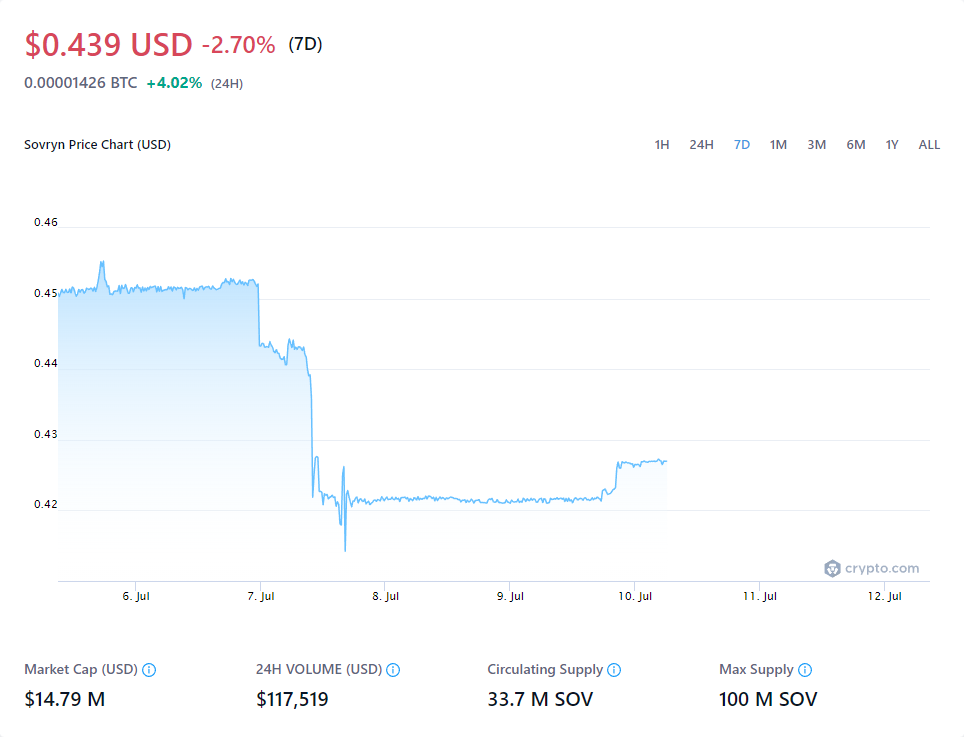 $0.439 USD -2.70% (7D)
0.00001426 BTC +4.02% (24H)
Sovryn Price Chart (USD) 1H 24H 7D 1M 3M 6M 1Y ALL
0.46
0.45
0.44
0.43
0.42
crypto.com
6. Jul 7. Jul 8. Jul 9. Jul 10. Jul 11. Jul 12. Jul
Market Cap (USD) 24H VOLUME (USD) Circulating Supply Max Supply
$14.79 M $117,519 33.7 M SOV 100 M SOV